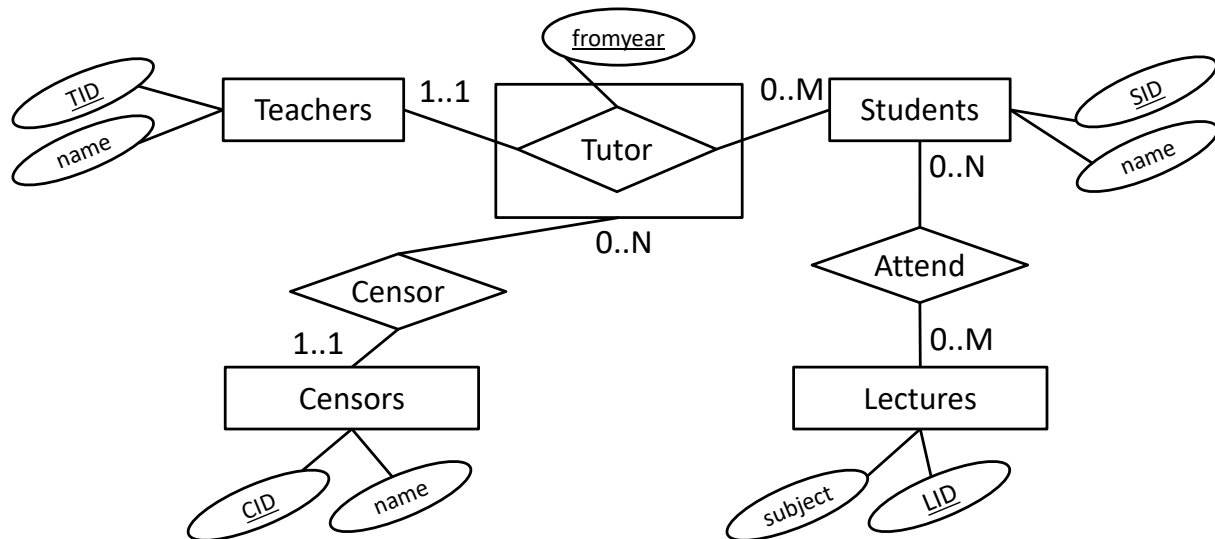 fromyear
TID
name
Teachers
1..1
Tutor
0..M
Students
SID
name
0..N
0..N
Attend
Censor
1..1
0..M
Censors
Lectures
CID
name
subject
LID